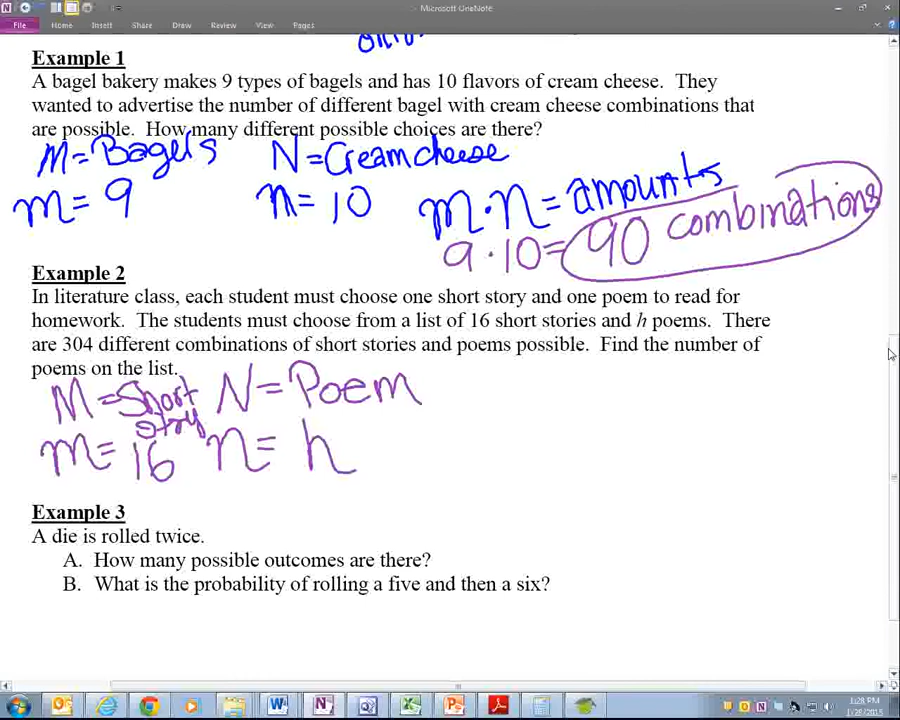 - Microsoft OneNote
File Home Insert Share Draw Review View Pages
Example 1
A bagel bakery makes 9 types of bagels and has 10 flavors of cream cheese. They
wanted to advertise the number of different bagel with cream cheese combinations that
are possible. How many different possible choices are there?
M=Bagels N=Creamcheese
m=9 n=10 m·n=amounts
9·10=90 combinations
Example 2
In literature class, each student must choose one short story and one poem to read for
homework. The students must choose from a list of 16 short stories and h poems. There
are 304 different combinations of short stories and poems possible. Find the number of
poems on the list.
M=Short story N=Poem
m=16 n=h
Example 3
A die is rolled twice.
A. How many possible outcomes are there?
B. What is the probability of rolling a five and then a six?
1:28 PM